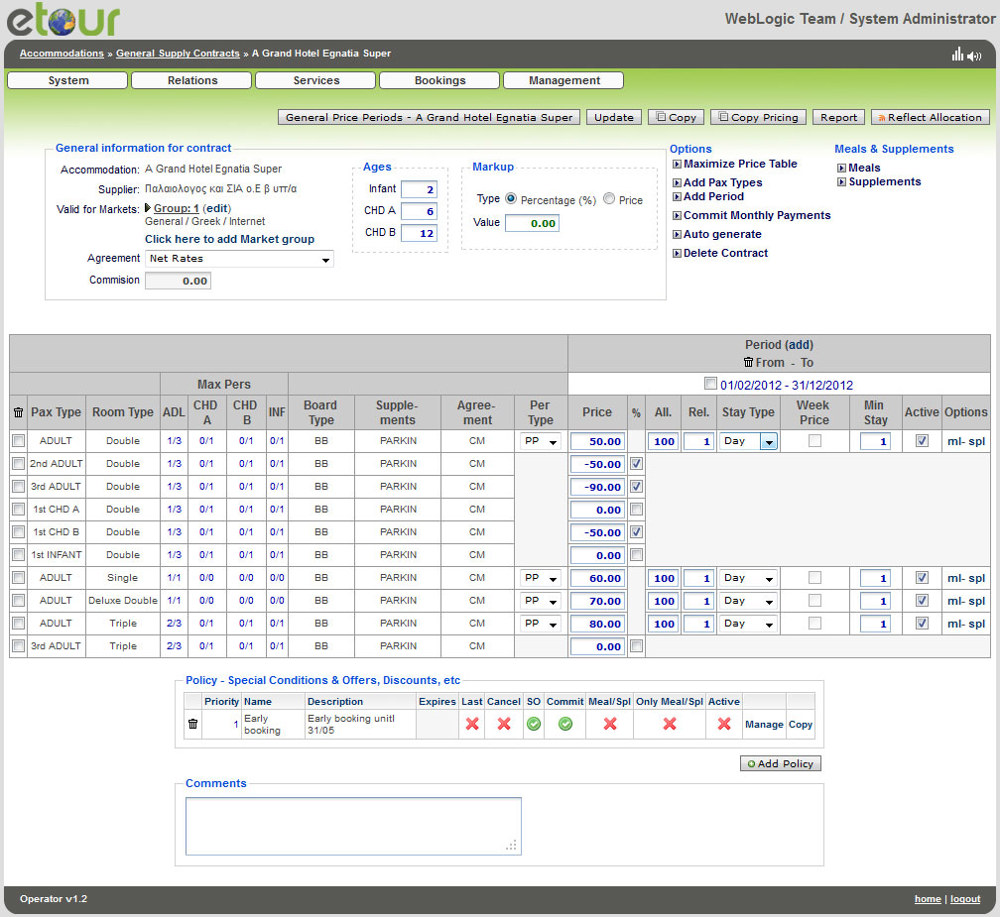 etour
WebLogic Team / System Administrator
Accommodations » General Supply Contracts » A Grand Hotel Egnatia Super
System Relations Services Bookings Management
General Price Periods - A Grand Hotel Egnatia Super Update Copy Copy Pricing Report Reflect Allocation
General information for contract
Accommodation: A Grand Hotel Egnatia Super
Supplier: Παλαιολογος και ΣΙΑ ο.Ε β υπ/α
Valid for Markets: Group: 1 (edit)
General / Greek / Internet
Click here to add Market group
Agreement Net Rates
Commision 0.00
Ages
Infant 2
CHD A 6
CHD B 12
Markup
Type Percentage (%) Price
Value 0.00
Options
Maximize Price Table
Add Pax Types
Add Period
Commit Monthly Payments
Auto generate
Delete Contract
Meals & Supplements
Meals
Supplements
Period (add)
From - To
Max Pers 01/02/2012 - 31/12/2012
Pax Type Room Type ADL CHD A CHD B INF Board Type Supple-ments Agree-ment Per Type Price % All. Rel. Stay Type Week Price Min Stay Active Options
ADULT Double 1/3 0/1 0/1 0/1 BB PARKIN CM PP 50.00 100 1 Day 1 ml- spl
2nd ADULT Double 1/3 0/1 0/1 0/1 BB PARKIN CM -50.00
3rd ADULT Double 1/3 0/1 0/1 0/1 BB PARKIN CM -90.00
1st CHD A Double 1/3 0/1 0/1 0/1 BB PARKIN CM 0.00
1st CHD B Double 1/3 0/1 0/1 0/1 BB PARKIN CM -50.00
1st INFANT Double 1/3 0/1 0/1 0/1 BB PARKIN CM 0.00
ADULT Single 1/1 0/0 0/0 0/0 BB PARKIN CM PP 60.00 100 1 Day 1 ml- spl
ADULT Deluxe Double 1/1 0/0 0/0 0/0 BB PARKIN CM PP 70.00 100 1 Day 1 ml- spl
ADULT Triple 2/3 0/1 0/1 0/1 BB PARKIN CM PP 80.00 100 1 Day 1 ml- spl
3rd ADULT Triple 2/3 0/1 0/1 0/1 BB PARKIN CM 0.00
Policy - Special Conditions & Offers, Discounts, etc
Priority Name Description Expires Last Cancel SO Commit Meal/Spl Only Meal/Spl Active
1 Early booking Early booking unitl 31/05 Manage Copy
Add Policy
Comments
Operator v1.2
home | logout